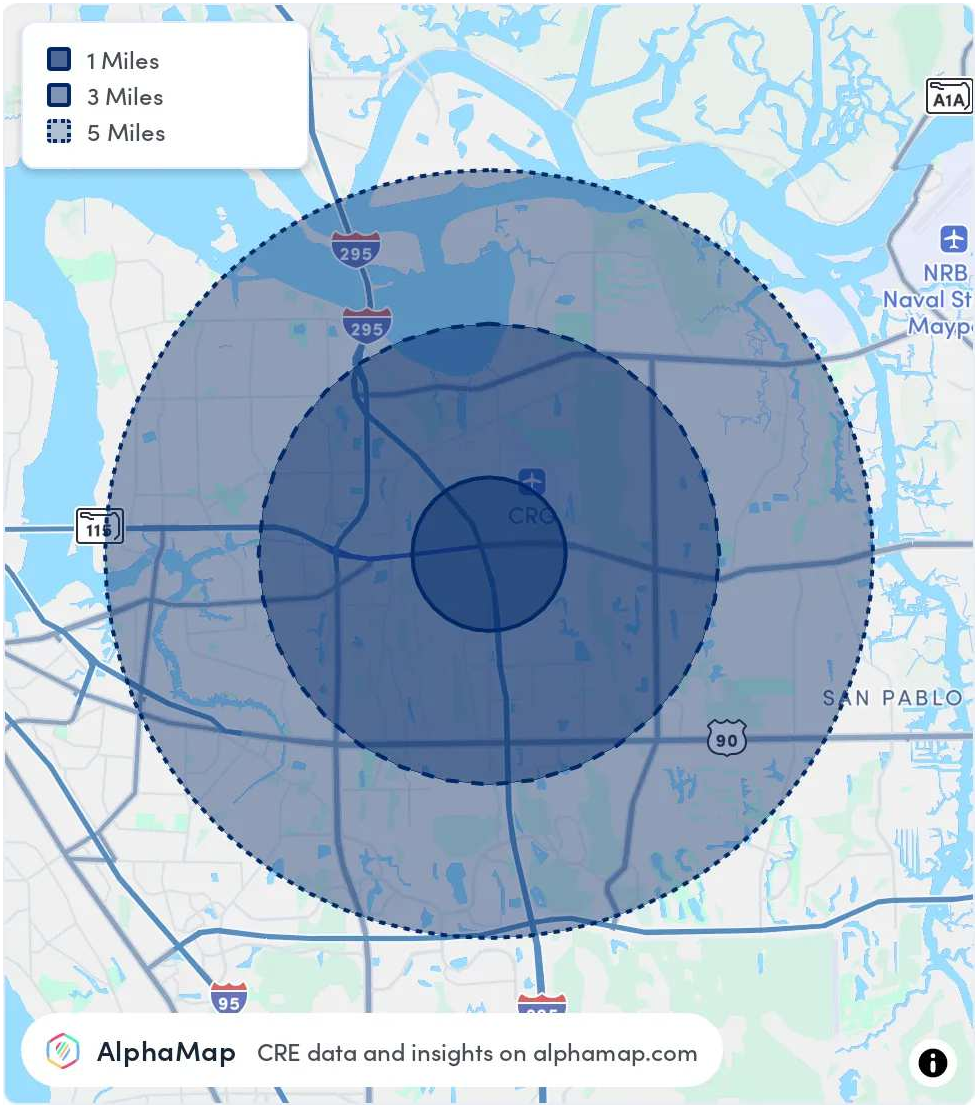 1 Miles
3 Miles
5 Miles
A1A
295
NRB
Naval St
Mayp
295
CRG
115
SAN PABLO
90
95
295
AlphaMap CRE data and insights on alphamap.com